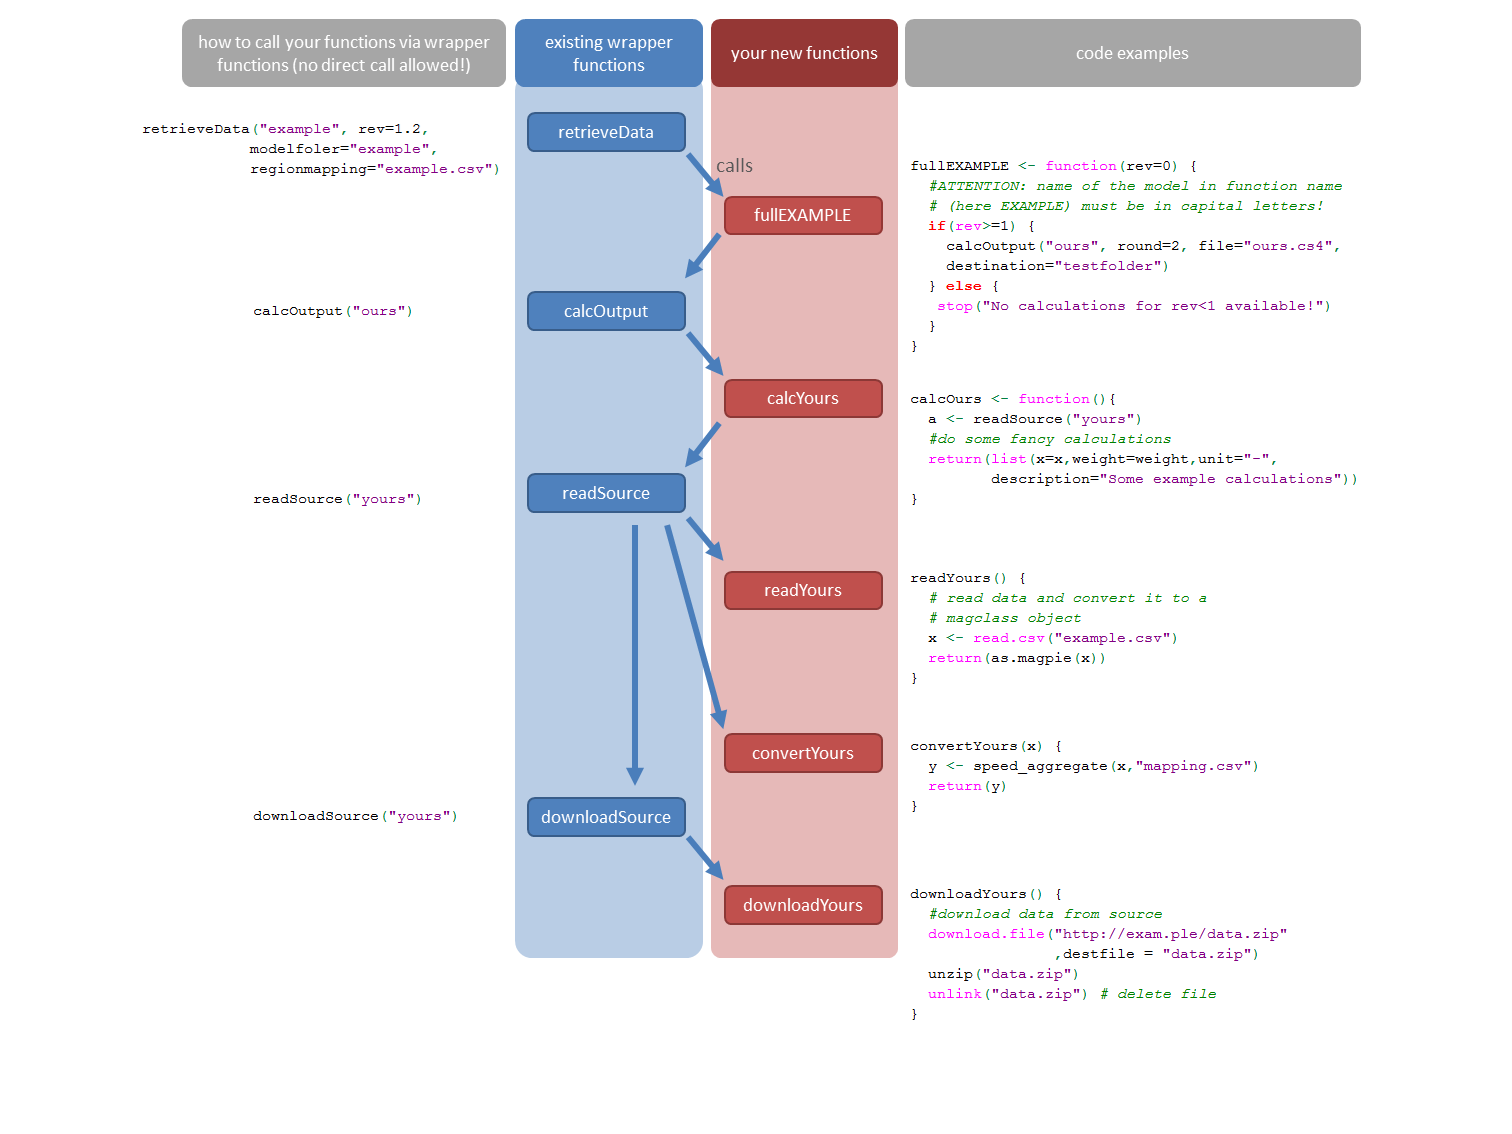 how to call your functions via wrapper
functions (no direct call allowed!)
existing wrapper
functions
your new functions
code examples
retrieveData("example", rev=1.2,
modelfoler="example",
regionmapping="example.csv")
retrieveData
calls
fullEXAMPLE
fullEXAMPLE <- function(rev=0) {
#ATTENTION: name of the model in function name
# (here EXAMPLE) must be in capital letters!
if(rev>=1) {
calcOutput("ours", round=2, file="ours.cs4",
destination="testfolder")
} else {
stop("No calculations for rev<1 available!")
}
}
calcOutput("ours")
calcOutput
calcYours
calcOurs <- function(){
a <- readSource("yours")
#do some fancy calculations
return(list(x=x,weight=weight,unit="-",
description="Some example calculations"))
}
readSource("yours")
readSource
readYours
readYours() {
# read data and convert it to a
# magclass object
x <- read.csv("example.csv")
return(as.magpie(x))
}
convertYours
convertYours(x) {
y <- speed_aggregate(x,"mapping.csv")
return(y)
}
downloadSource("yours")
downloadSource
downloadYours
downloadYours() {
#download data from source
download.file("http://exam.ple/data.zip"
,destfile = "data.zip")
unzip("data.zip")
unlink("data.zip") # delete file
}